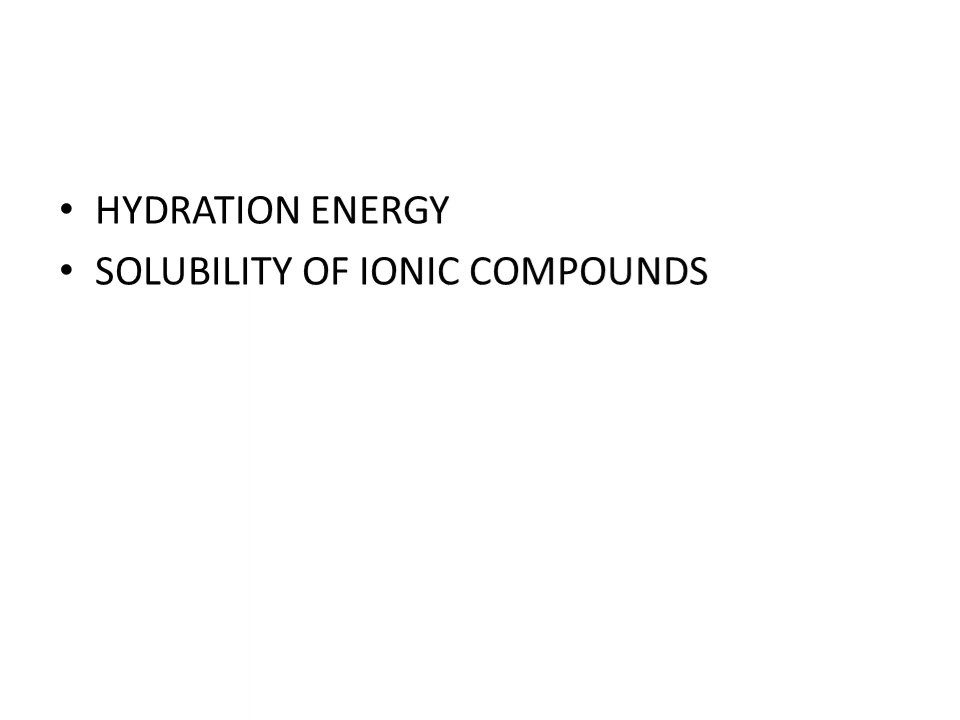 • HYDRATION ENERGY
• SOLUBILITY OF IONIC COMPOUNDS